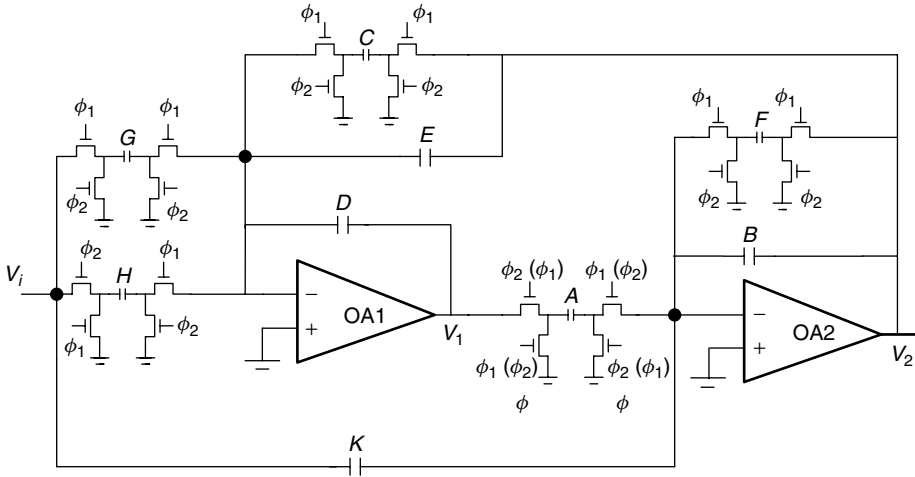 ϕ1 ϕ1
C
ϕ2 ϕ2
ϕ1 ϕ1
G
ϕ2 ϕ2
E
ϕ1 ϕ1
F
ϕ2 ϕ2
D
B
Vi
ϕ2 ϕ1
H
ϕ1 ϕ2
− OA1 +
V1
ϕ2 (ϕ1) ϕ1 (ϕ2)
A
ϕ1 (ϕ2) ϕ2 (ϕ1)
ϕ ϕ
− OA2 +
V2
K